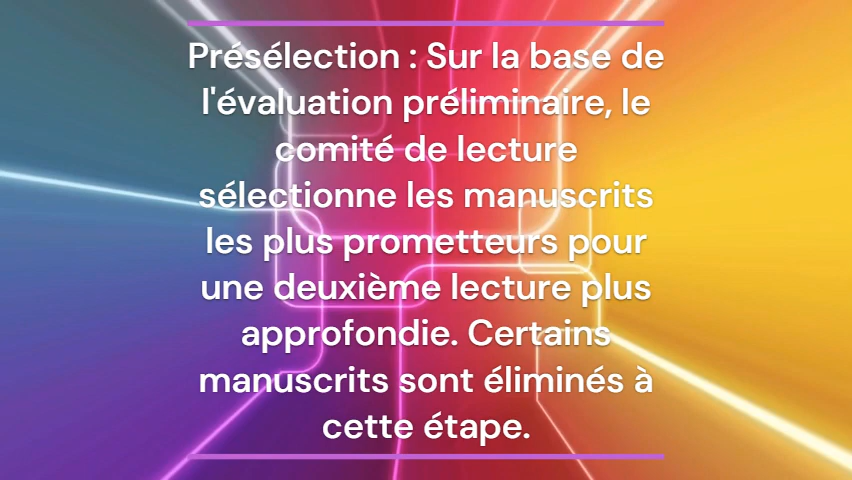 Présélection : Sur la base de
l'évaluation préliminaire, le
comité de lecture
sélectionne les manuscrits
les plus prometteurs pour
une deuxième lecture plus
approfondie. Certains
manuscrits sont éliminés à
cette étape.